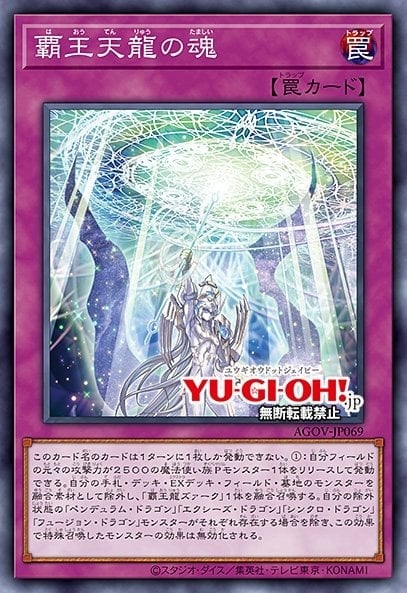 覇王天龍の魂
罠
【罠カード】
ユウギオウドットジェイピー
YU-GI-OH!.jp
無断転載禁止
AGOV-JP069
このカード名のカードは1ターンに1枚しか発動できない。①:自分フィールド
の元々の攻撃力が2500の魔法使い族Pモンスター1体をリリースして発動
できる。自分の手札・デッキ・EXデッキ・フィールド・墓地のモンスターを
融合素材として除外し、「覇王龍ズァーク」1体を融合召喚する。自分の除外
状態の「ペンデュラム・ドラゴン」「エクシーズ・ドラゴン」「シンクロ・ドラゴン」
「フュージョン・ドラゴン」モンスターがそれぞれ存在する場合を除き、この効果
で特殊召喚したモンスターの効果は無効化される。
©スタジオ・ダイス／集英社・テレビ東京・KONAMI